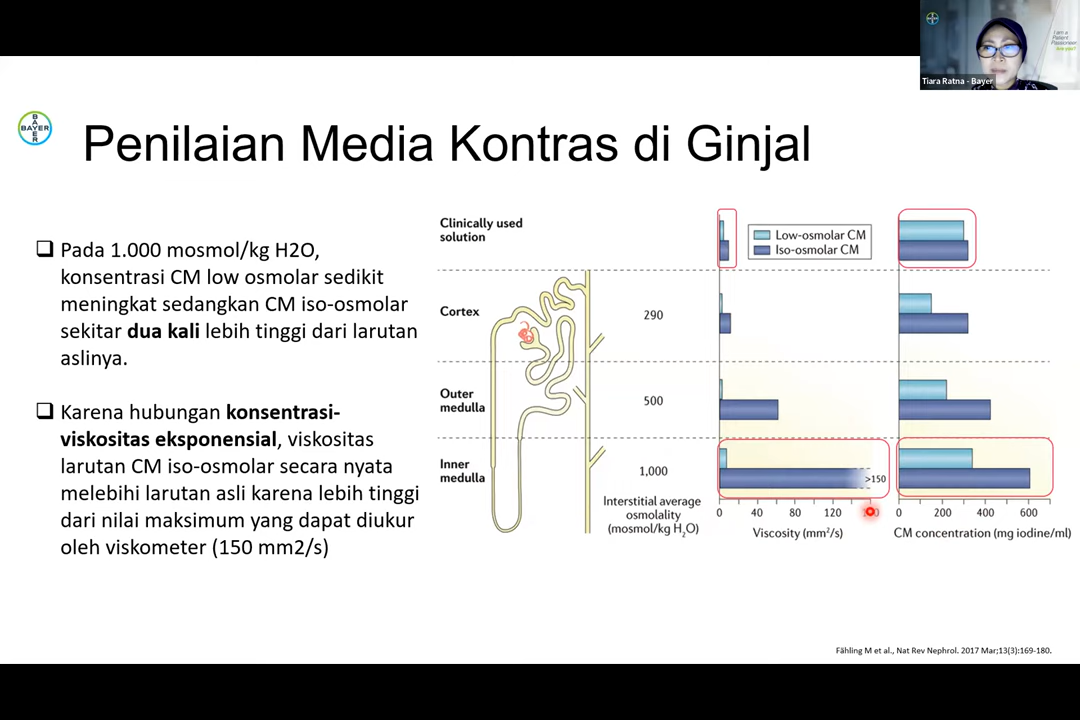 I am a
Patient
Passioneer.
Tiara Ratna - Bayer
BAYER
Penilaian Media Kontras di Ginjal
Pada 1.000 mosmol/kg H2O,
konsentrasi CM low osmolar sedikit
meningkat sedangkan CM iso-osmolar
sekitar dua kali lebih tinggi dari larutan
aslinya.
Karena hubungan konsentrasi-
viskositas eksponensial, viskositas
larutan CM iso-osmolar secara nyata
melebihi larutan asli karena lebih tinggi
dari nilai maksimum yang dapat diukur
oleh viskometer (150 mm2/s)
Clinically used
solution
Low-osmolar CM
Iso-osmolar CM
Cortex
290
Outer
medulla
500
Inner
medulla
1,000
>150
Interstitial average
osmolality
(mosmol/kg H₂O)
0 40 80 120
Viscosity (mm²/s)
0 200 400 600
CM concentration (mg iodine/ml)
Fähling M et al., Nat Rev Nephrol. 2017 Mar;13(3):169-180.